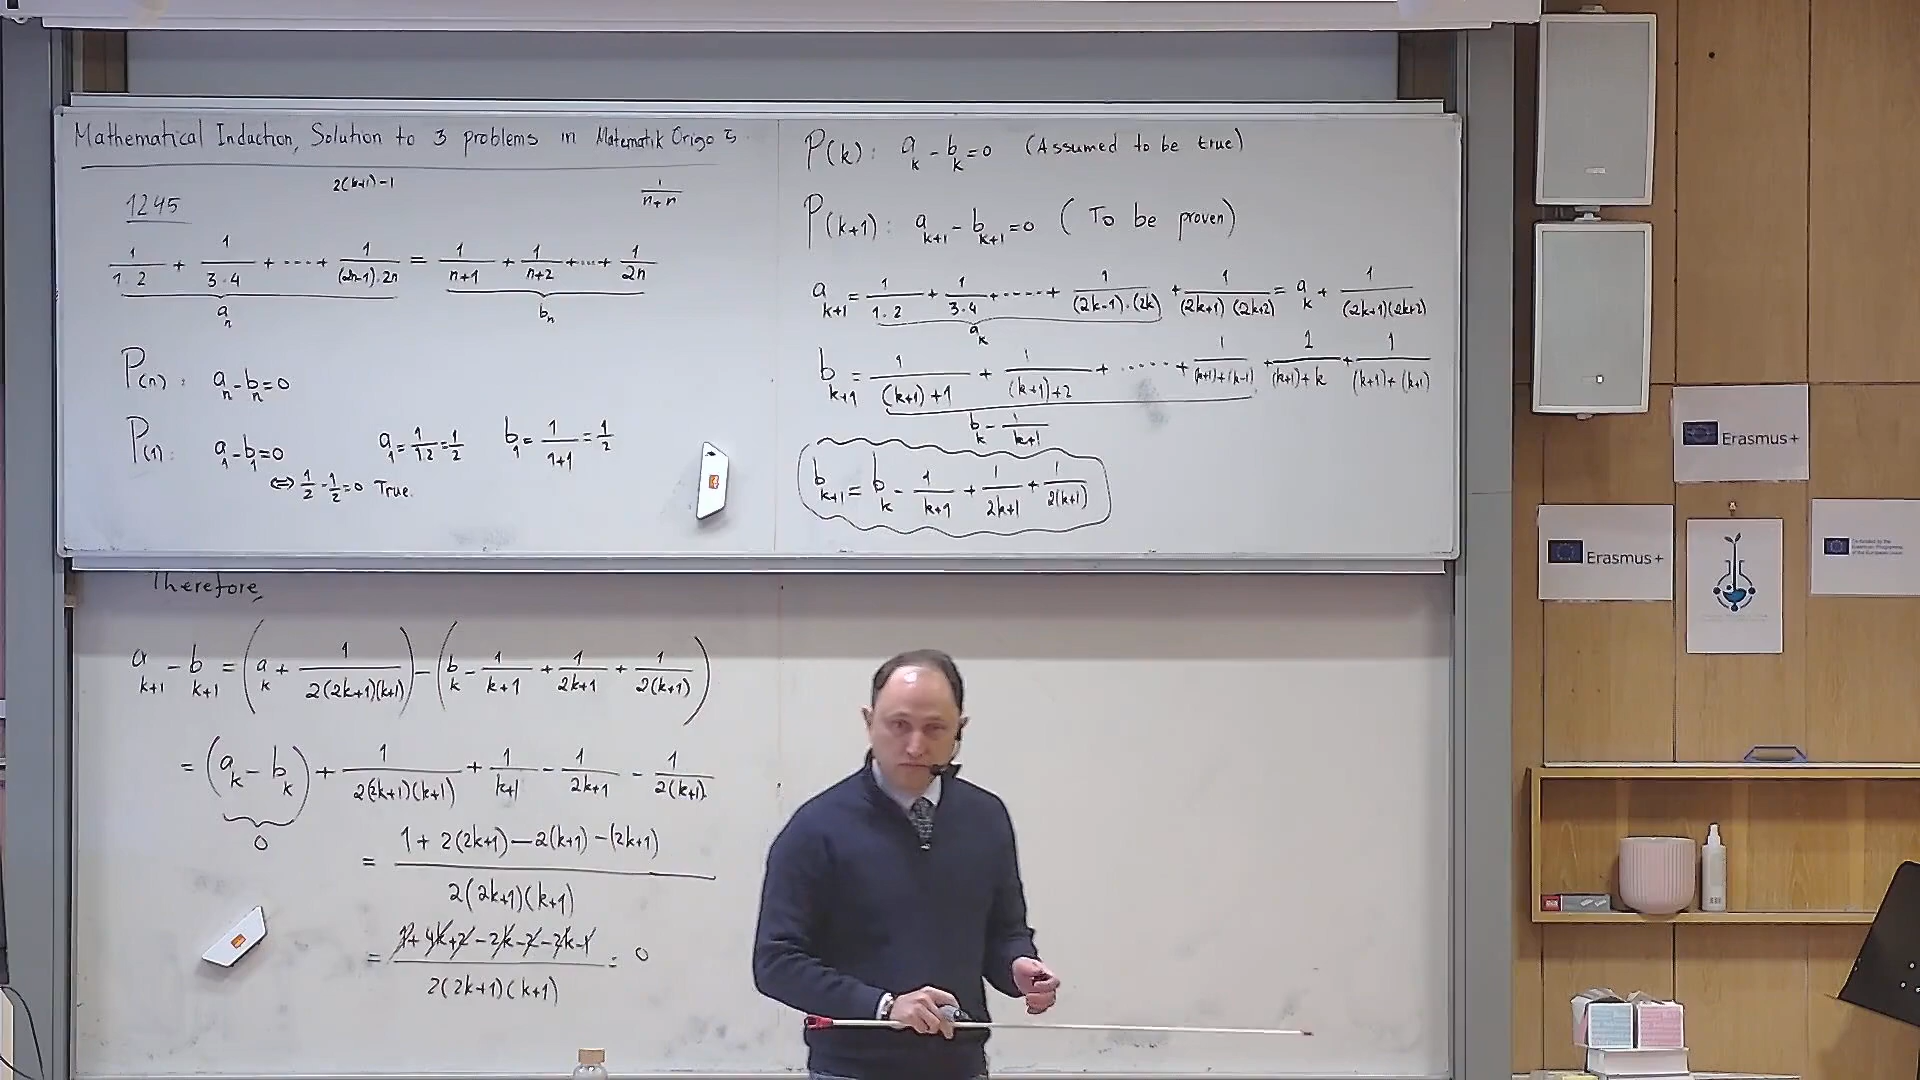 Mathematical Induction, Solution to 3 problems in Matematik Origo 5
2(k+1)-1
1/(n+n)
1245
1/(1·2) + 1/(3·4) + ···· + 1/((2n-1)·2n) = 1/(n+1) + 1/(n+2) + ··· + 1/(2n)
a_n b_n
P(n): a_n - b_n = 0
P(1): a_1 - b_1 = 0 a_1 = 1/(1·2) = 1/2 b_1 = 1/(1+1) = 1/2
⇔ 1/2 - 1/2 = 0 True.
P(k): a_k - b_k = 0 (Assumed to be true)
P(k+1): a_{k+1} - b_{k+1} = 0 (To be proven)
a_{k+1} = 1/(1·2) + 1/(3·4) + ····· + 1/((2k-1)·(2k)) + 1/((2k+1)(2k+2)) = a_k + 1/((2k+1)(2k+2))
a_k
b_{k+1} = 1/((k+1)+1) + 1/((k+1)+2) + ····· + 1/((k+1)+(k-1)) + 1/((k+1)+k) + 1/((k+1)+(k+1))
b_k - 1/(k+1)
b_{k+1} = b_k - 1/(k+1) + 1/(2k+1) + 1/(2(k+1))
Therefore,
a_{k+1} - b_{k+1} = (a_k + 1/(2(2k+1)(k+1))) - (b_k - 1/(k+1) + 1/(2k+1) + 1/(2(k+1)))
= (a_k - b_k) + 1/(2(2k+1)(k+1)) + 1/(k+1) - 1/(2k+1) - 1/(2(k+1))
0
= (1 + 2(2k+1) - 2(k+1) - (2k+1))/(2(2k+1)(k+1))
= (1+4k+2-2k-2-2k-1)/(2(2k+1)(k+1)) = 0
Erasmus+
Erasmus+